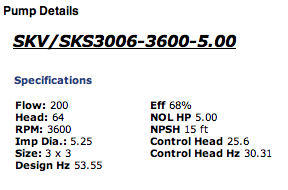 Pump Details
SKV/SKS3006-3600-5.00
Specifications
Flow: 200
Head: 64
RPM: 3600
Imp Dia.: 5.25
Size: 3 x 3
Design Hz 53.55
Eff 68%
NOL HP 5.00
NPSH 15 ft
Control Head 25.6
Control Head Hz 30.31